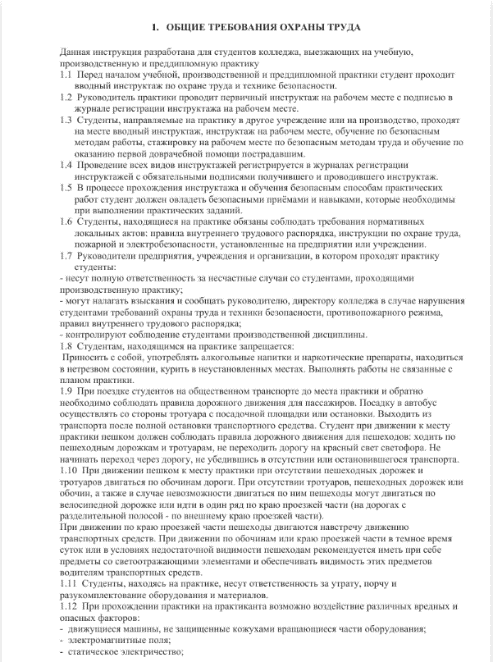 1. ОБЩИЕ ТРЕБОВАНИЯ ОХРАНЫ ТРУДА
Данная инструкция разработана для студентов колледжа, выезжающих на учебную,
производственную и преддипломную практику
1.1 Перед началом учебной, производственной и преддипломной практики студент проходит
вводный инструктаж по охране труда и технике безопасности.
1.2 Руководитель практики проводит первичный инструктаж на рабочем месте с подписью в
журнале регистрации инструктажа на рабочем месте.
1.3 Студенты, направляемые на практику в другое учреждение или на производство, проходят
на месте вводный инструктаж, инструктаж на рабочем месте, обучение по безопасным
методам работы, стажировку на рабочем месте по безопасным методам труда и обучение по
оказанию первой доврачебной помощи пострадавшим.
1.4 Проведение всех видов инструктажей регистрируется в журналах регистрации
инструктажей с обязательными подписями получившего и проводившего инструктаж.
1.5 В процессе прохождения инструктажа и обучения безопасным способам практических
работ студент должен овладеть безопасными приёмами и навыками, которые необходимы
при выполнении практических заданий.
1.6 Студенты, находящиеся на практике обязаны соблюдать требования нормативных
локальных актов: правила внутреннего трудового распорядка, инструкции по охране труда,
пожарной и электробезопасности, установленные на предприятии или учреждении.
1.7 Руководители предприятия, учреждения и организации, в котором проходят практику
студенты:
- несут полную ответственность за несчастные случаи со студентами, проходящими
производственную практику;
- могут налагать взыскания и сообщать руководителю, директору колледжа в случае нарушения
студентами требований охраны труда и техники безопасности, противопожарного режима,
правил внутреннего трудового распорядка;
- контролируют соблюдение студентами производственной дисциплины.
1.8 Студентам, находящимся на практике запрещается:
Приносить с собой, употреблять алкогольные напитки и наркотические препараты, находиться
в нетрезвом состоянии, курить в неустановленных местах. Выполнять работы не связанные с
планом практики.
1.9 При поездке студентов на общественном транспорте до места практики и обратно
необходимо соблюдать правила дорожного движения для пассажиров. Посадку в автобус
осуществлять со стороны тротуара с посадочной площадки или остановки. Выходить из
транспорта после полной остановки транспортного средства. Студент при движении к месту
практики пешком должен соблюдать правила дорожного движения для пешеходов: ходить по
пешеходным дорожкам и тротуарам, не переходить дорогу на красный свет светофора. Не
начинать переход через дорогу, не убедившись в отсутствии или остановившегося транспорта.
1.10 При движении пешком к месту практики при отсутствии пешеходных дорожек и
тротуаров двигаться по обочинам дороги. При отсутствии тротуаров, пешеходных дорожек или
обочин, а также в случае невозможности двигаться по ним пешеходы могут двигаться по
велосипедной дорожке или идти в один ряд по краю проезжей части (на дорогах с
разделительной полосой - по внешнему краю проезжей части).
При движении по краю проезжей части пешеходы двигаются навстречу движению
транспортных средств. При движении по обочинам или краю проезжей части в темное время
суток или в условиях недостаточной видимости пешеходам рекомендуется иметь при себе
предметы со светоотражающими элементами и обеспечивать видимость этих предметов
водителям транспортных средств.
1.11 Студенты, находясь на практике, несут ответственность за утрату, порчу и
разукомплектование оборудования и материалов.
1.12 При прохождении практики на практиканта возможно воздействие различных вредных и
опасных факторов:
- движущиеся машины, не защищенные кожухами вращающиеся части оборудования;
- электромагнитные поля;
- статическое электричество;